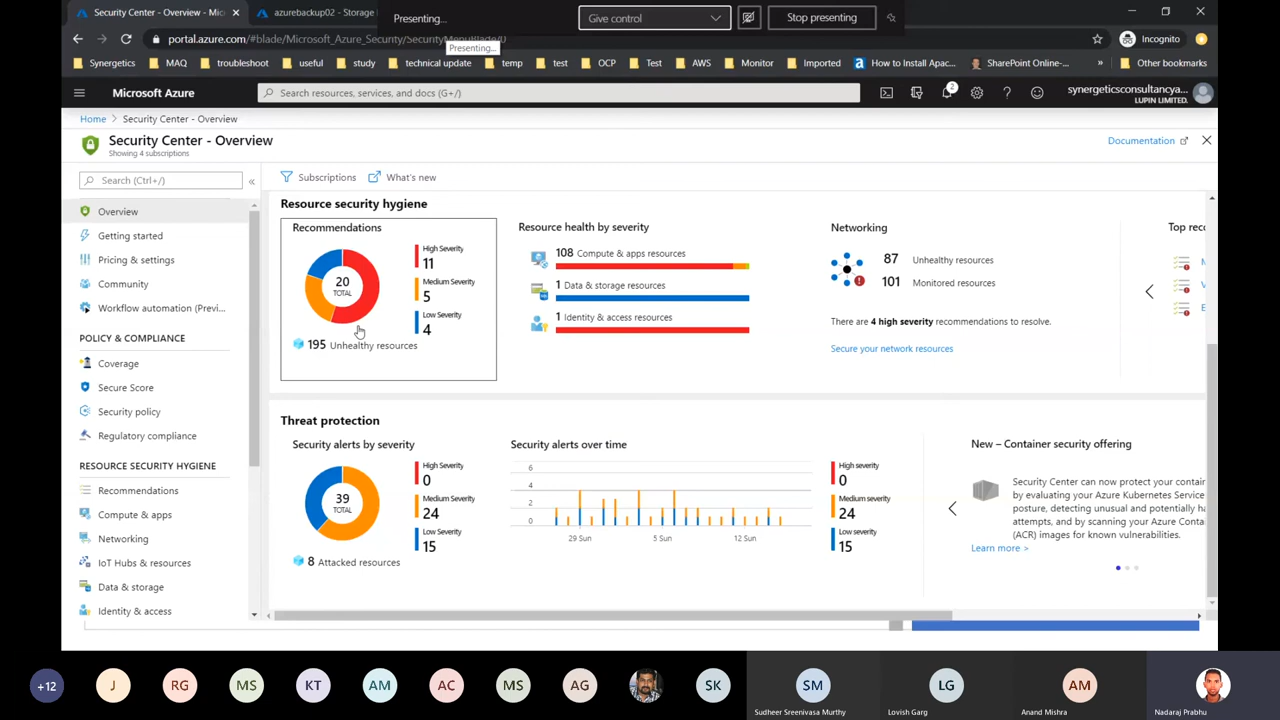 Security Center - Overview - Mic
azurebackup02 - Storage
Presenting...
Give control
Stop presenting
portal.azure.com/#blade/Microsoft_Azure_Security/SecurityMenuBlade/0
Incognito
Presenting...
Synergetics
MAQ
troubleshoot
useful
study
technical update
temp
test
OCP
Test
AWS
Monitor
Imported
How to Install Apac...
SharePoint Online-...
»
Other bookmarks
Microsoft Azure
Search resources, services, and docs (G+/)
2
synergeticsconsultancya...
LUPIN LIMITED.
Home > Security Center - Overview
Security Center - Overview
Showing 4 subscriptions
Documentation
Search (Ctrl+/)
«
Subscriptions
What's new
Overview
Getting started
Pricing & settings
Community
Workflow automation (Previ...
POLICY & COMPLIANCE
Coverage
Secure Score
Security policy
Regulatory compliance
RESOURCE SECURITY HYGIENE
Recommendations
Compute & apps
Networking
IoT Hubs & resources
Data & storage
Identity & access
Resource security hygiene
Recommendations
20
TOTAL
High Severity
11
Medium Severity
5
Low Severity
4
195 Unhealthy resources
Resource health by severity
108 Compute & apps resources
1 Data & storage resources
1 Identity & access resources
Networking
87 Unhealthy resources
101 Monitored resources
There are 4 high severity recommendations to resolve.
Secure your network resources
Top rec
Threat protection
Security alerts by severity
39
TOTAL
High Severity
0
Medium Severity
24
Low Severity
15
8 Attacked resources
Security alerts over time
6
4
2
0
29 Sun
5 Sun
12 Sun
High severity
0
Medium severity
24
Low severity
15
New – Container security offering
Security Center can now protect your contain
by evaluating your Azure Kubernetes Service
posture, detecting unusual and potentially ha
attempts, and by scanning your Azure Conta
(ACR) images for known vulnerabilities.
Learn more >
+12
J
RG
MS
KT
AM
AC
MS
AG
SK
SM
Sudheer Sreenivasa Murthy
LG
Lovish Garg
AM
Anand Mishra
Nadaraj Prabhu